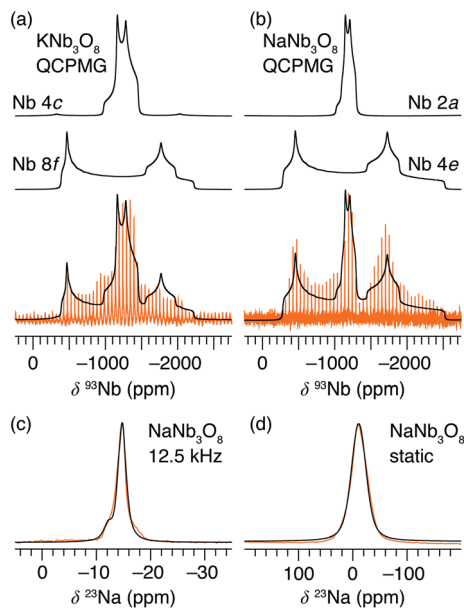 (a)
KNb₃O₈
QCPMG
Nb 4c
Nb 8f
0 −1000 −2000
δ ⁹³Nb (ppm)
(b)
NaNb₃O₈
QCPMG
Nb 2a
Nb 4e
0 −1000 −2000
δ ⁹³Nb (ppm)
(c)
NaNb₃O₈
12.5 kHz
0 −10 −20 −30
δ ²³Na (ppm)
(d)
NaNb₃O₈
static
100 0 −100
δ ²³Na (ppm)